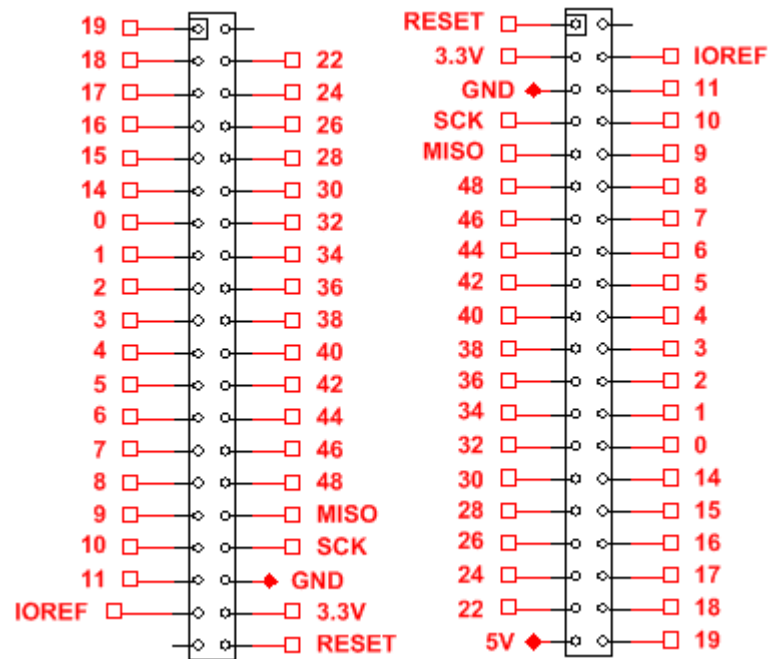 19
18 22
17 24
16 26
15 28
14 30
0 32
1 34
2 36
3 38
4 40
5 42
6 44
7 46
8 48
9 MISO
10 SCK
11 GND
IOREF 3.3V
RESET
RESET
3.3V IOREF
GND 11
SCK 10
MISO 9
48 8
46 7
44 6
42 5
40 4
38 3
36 2
34 1
32 0
30 14
28 15
26 16
24 17
22 18
5V 19